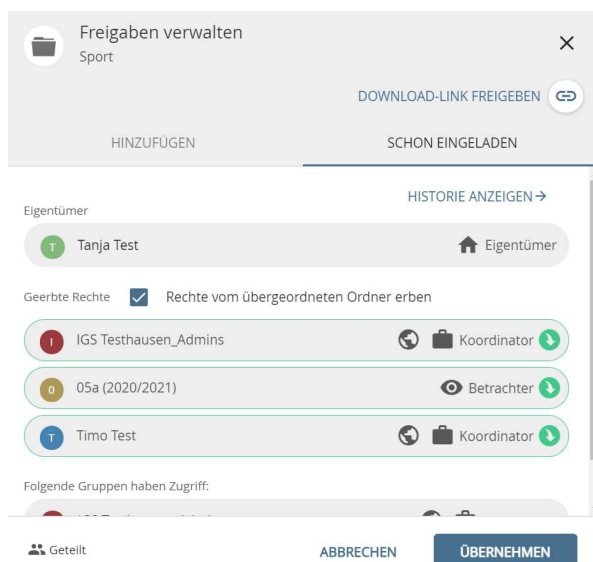 Freigaben verwalten
Sport
DOWNLOAD-LINK FREIGEBEN
HINZUFÜGEN SCHON EINGELADEN
HISTORIE ANZEIGEN →
Eigentümer
T Tanja Test Eigentümer
Geerbte Rechte Rechte vom übergeordneten Ordner erben
I IGS Testhausen_Admins Koordinator
0 05a (2020/2021) Betrachter
T Timo Test Koordinator
Folgende Gruppen haben Zugriff:
Geteilt ABBRECHEN ÜBERNEHMEN